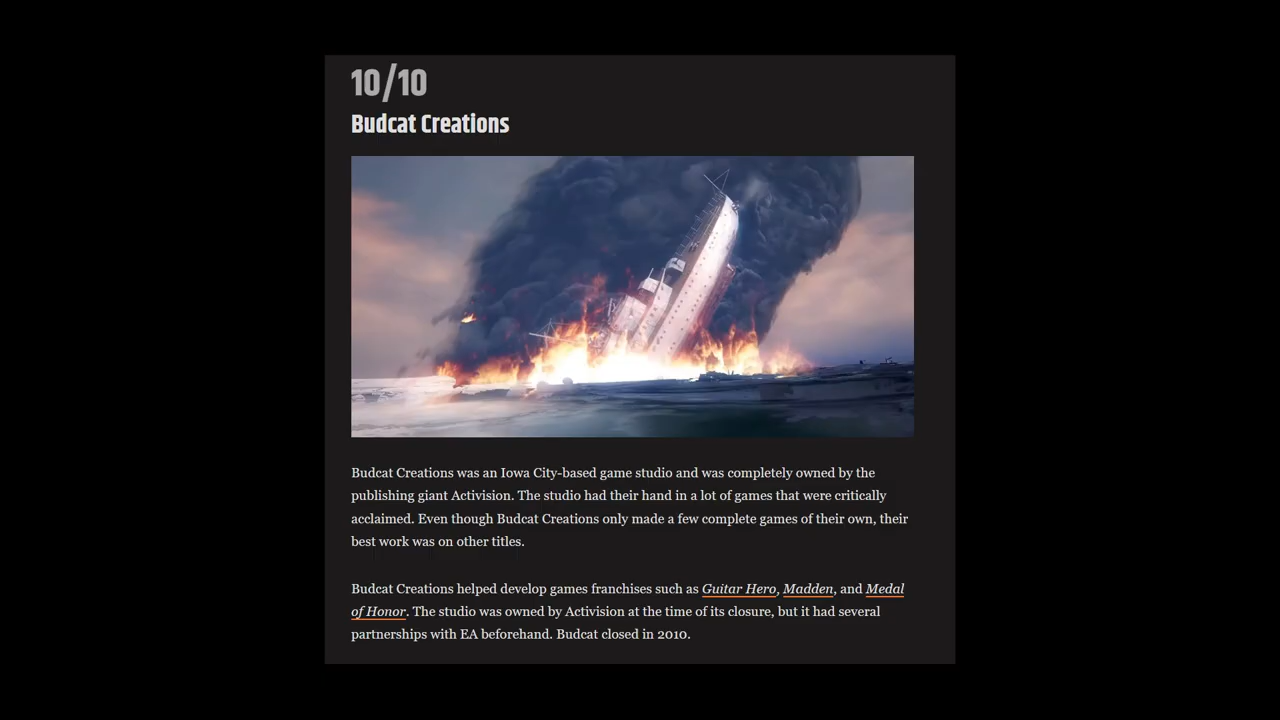 10/10
Budcat Creations
Budcat Creations was an Iowa City-based game studio and was completely owned by the
publishing giant Activision. The studio had their hand in a lot of games that were critically
acclaimed. Even though Budcat Creations only made a few complete games of their own, their
best work was on other titles.
Budcat Creations helped develop games franchises such as Guitar Hero, Madden, and Medal
of Honor. The studio was owned by Activision at the time of its closure, but it had several
partnerships with EA beforehand. Budcat closed in 2010.